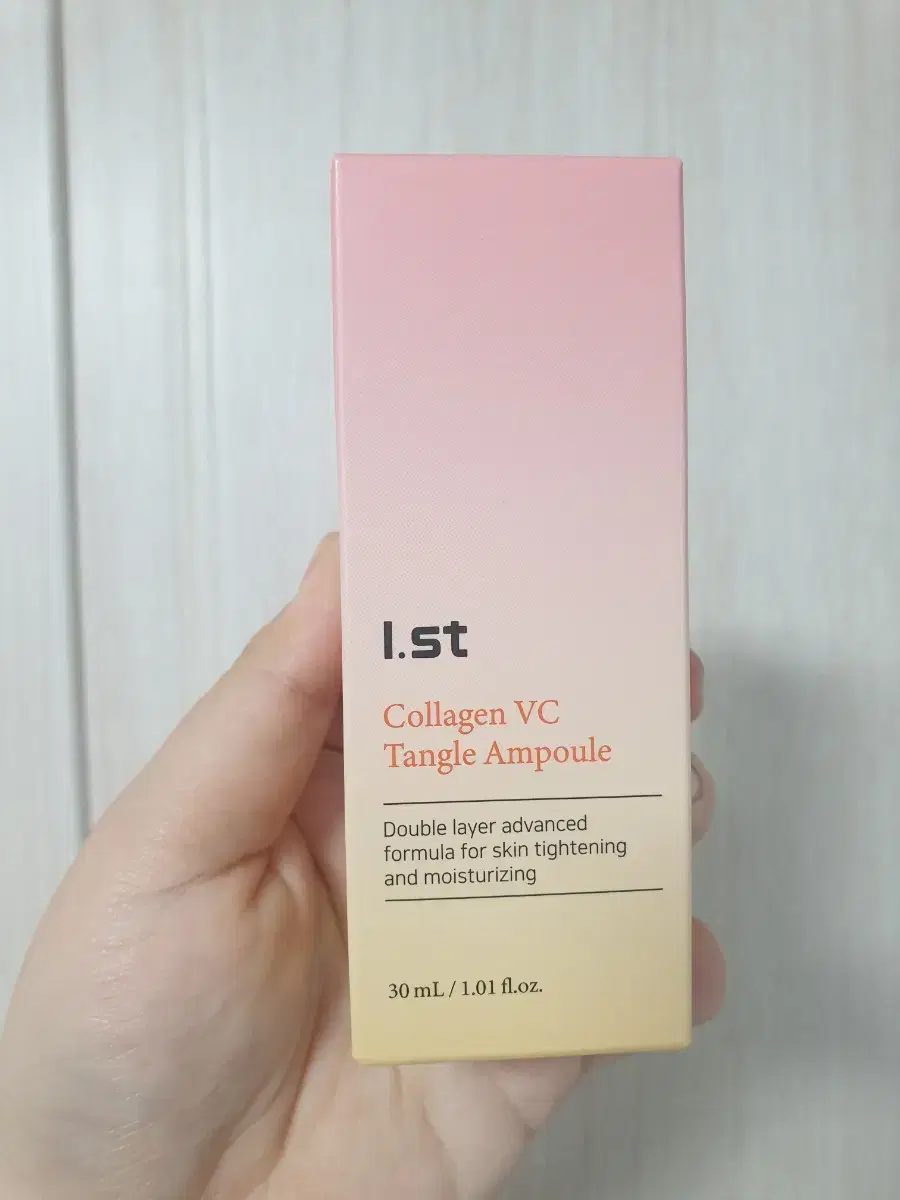 I.st
Collagen VC
Tangle Ampoule
Double layer advanced
formula for skin tightening
and moisturizing
30 mL / 1.01 fl.oz.